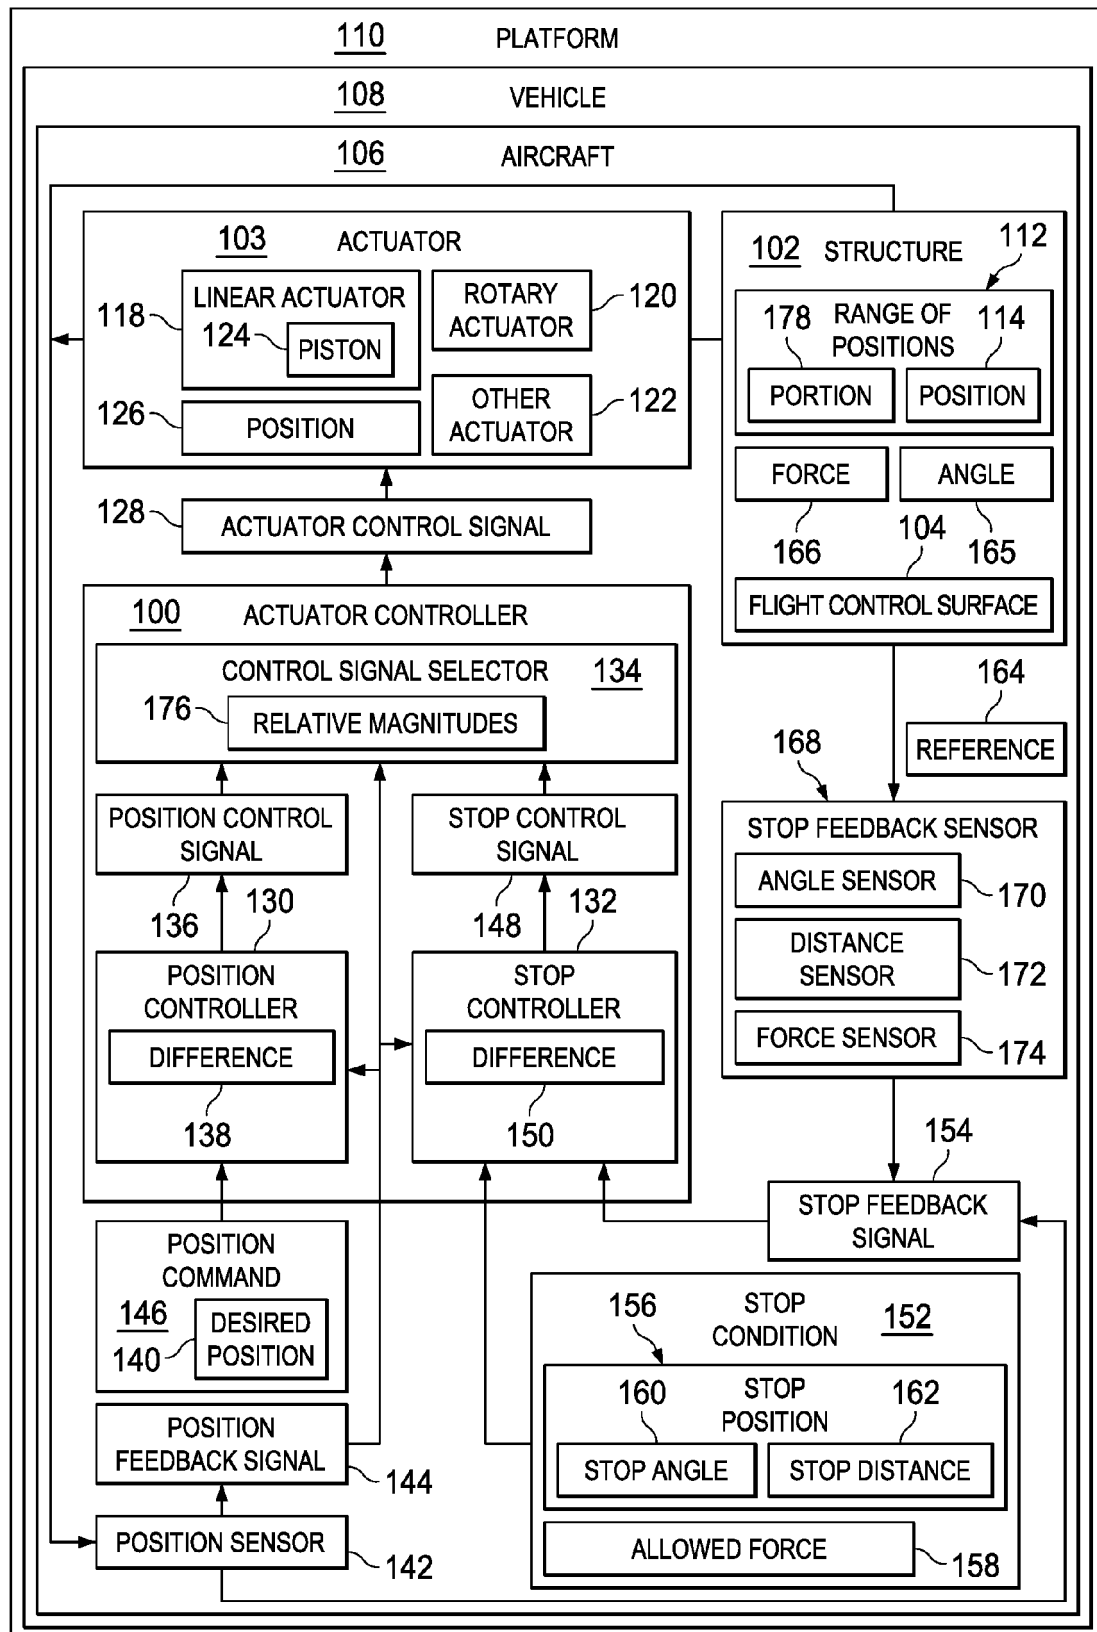 110 PLATFORM
108 VEHICLE
106 AIRCRAFT
103 ACTUATOR
118
LINEAR ACTUATOR
124
PISTON
ROTARY
ACTUATOR
120
126
POSITION
OTHER
ACTUATOR
122
102 STRUCTURE
112
178
RANGE OF
POSITIONS
114
PORTION
POSITION
FORCE
ANGLE
166
104
165
FLIGHT CONTROL SURFACE
128
ACTUATOR CONTROL SIGNAL
100 ACTUATOR CONTROLLER
CONTROL SIGNAL SELECTOR 134
176
RELATIVE MAGNITUDES
164
REFERENCE
POSITION CONTROL
SIGNAL
STOP CONTROL
SIGNAL
136
130
148
132
POSITION
CONTROLLER
DIFFERENCE
138
STOP
CONTROLLER
DIFFERENCE
150
168
STOP FEEDBACK SENSOR
ANGLE SENSOR
170
DISTANCE
SENSOR
172
FORCE SENSOR
174
154
STOP FEEDBACK
SIGNAL
POSITION
COMMAND
146
DESIRED
POSITION
140
POSITION
FEEDBACK SIGNAL
144
POSITION SENSOR
142
STOP
CONDITION
152
156
160
STOP
POSITION
162
STOP ANGLE
STOP DISTANCE
ALLOWED FORCE
158